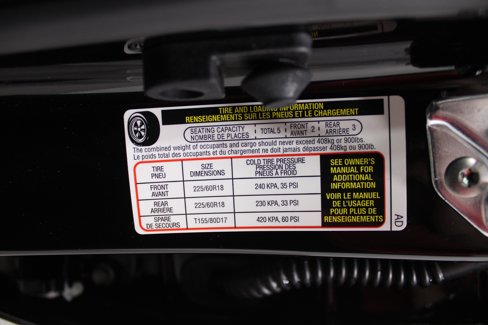 TIRE AND LOADING INFORMATION
RENSEIGNEMENTS SUR LES PNEUS ET LE CHARGEMENT
SEATING CAPACITY TOTAL 5 FRONT 2 REAR 3
NOMBRE DE PLACES AVANT ARRIÈRE
The combined weight of occupants and cargo should never exceed 408kg or 900lbs.
Le poids total des occupants et du chargement ne doit jamais dépasser 408kg ou 900lb.
TIRE
PNEU
SIZE
DIMENSIONS
COLD TIRE PRESSURE
PRESSION DES
PNEUS À FROID
FRONT
AVANT
225/60R18
240 KPA, 35 PSI
REAR
ARRIÈRE
225/60R18
230 KPA, 33 PSI
SPARE
DE SECOURS
T155/80D17
420 KPA, 60 PSI
SEE OWNER'S
MANUAL FOR
ADDITIONAL
INFORMATION
VOIR LE MANUEL
DE L'USAGER
POUR PLUS DE
RENSEIGNEMENTS
AD